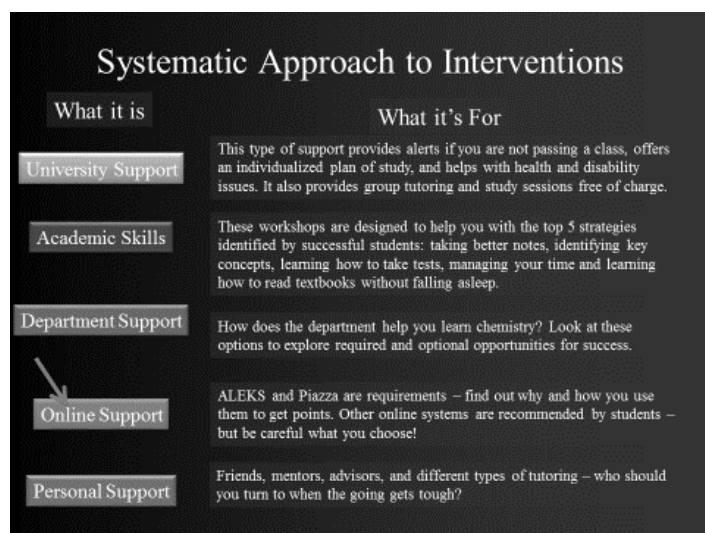 Systematic Approach to Interventions
What it is
What it's For
University Support
This type of support provides alerts if you are not passing a class, offers
an individualized plan of study, and helps with health and disability
issues. It also provides group tutoring and study sessions free of charge.
Academic Skills
These workshops are designed to help you with the top 5 strategies
identified by successful students: taking better notes, identifying key
concepts, learning how to take tests, managing your time and learning
how to read textbooks without falling asleep.
Department Support
How does the department help you learn chemistry? Look at these
options to explore required and optional opportunities for success.
Online Support
ALEKS and Piazza are requirements – find out why and how you use
them to get points. Other online systems are recommended by students –
but be careful what you choose!
Personal Support
Friends, mentors, advisors, and different types of tutoring – who should
you turn to when the going gets tough?